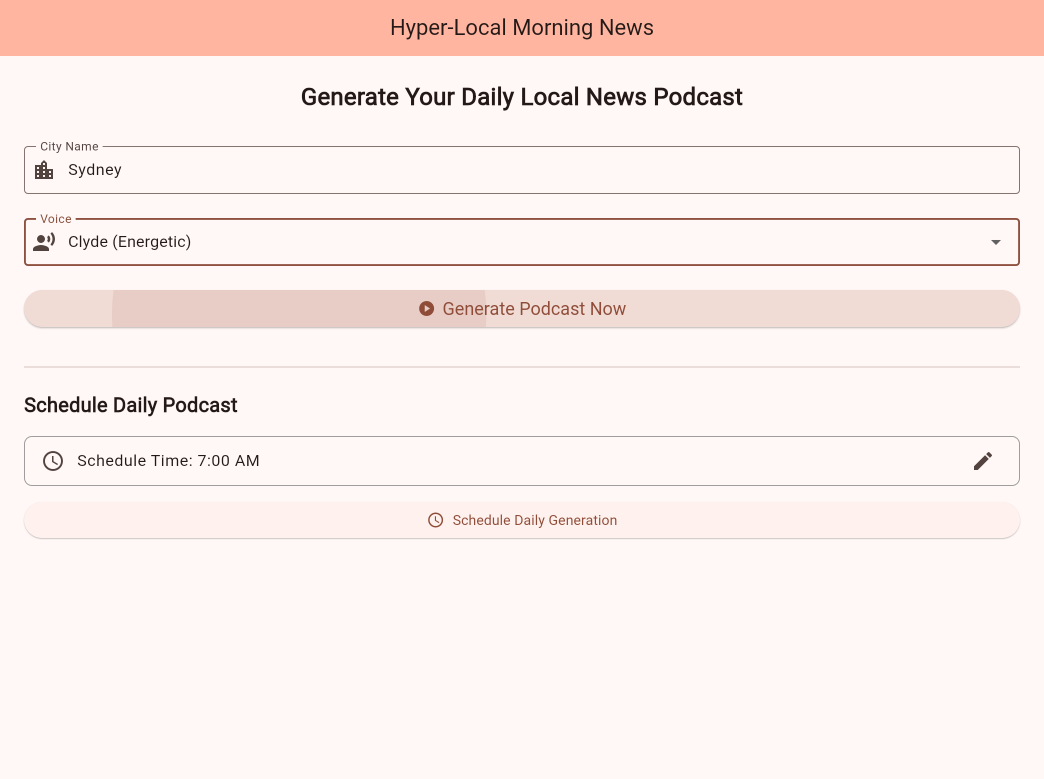 Hyper-Local Morning News
Generate Your Daily Local News Podcast
City Name
Sydney
Voice
Clyde (Energetic)
Generate Podcast Now
Schedule Daily Podcast
Schedule Time: 7:00 AM
Schedule Daily Generation